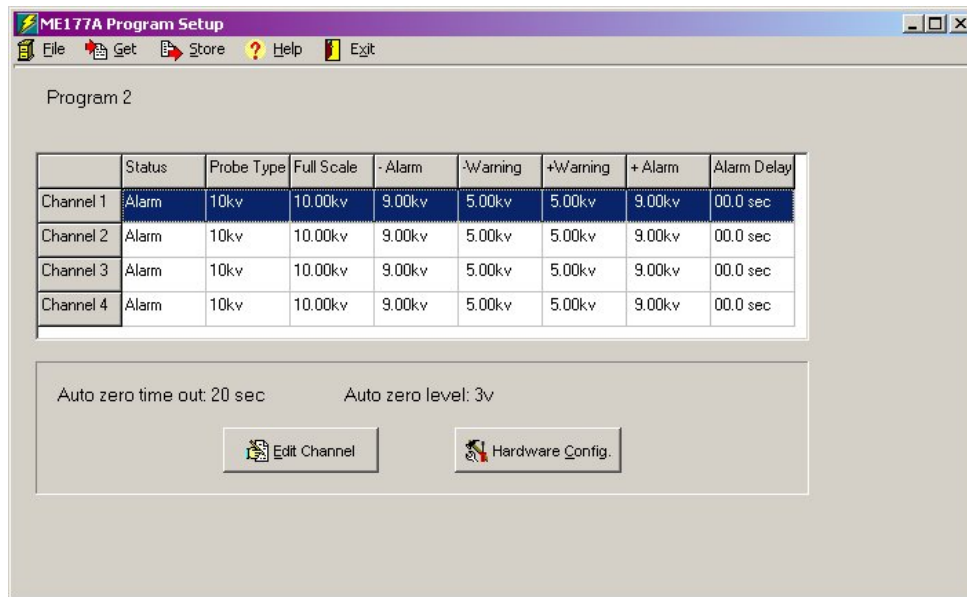 ME177A Program Setup
File Get Store ? Help Exit
Program 2
Status Probe Type Full Scale - Alarm -Warning +Warning + Alarm Alarm Delay
Channel 1 Alarm 10kv 10.00kv 9.00kv 5.00kv 5.00kv 9.00kv 00.0 sec
Channel 2 Alarm 10kv 10.00kv 9.00kv 5.00kv 5.00kv 9.00kv 00.0 sec
Channel 3 Alarm 10kv 10.00kv 9.00kv 5.00kv 5.00kv 9.00kv 00.0 sec
Channel 4 Alarm 10kv 10.00kv 9.00kv 5.00kv 5.00kv 9.00kv 00.0 sec
Auto zero time out: 20 sec Auto zero level: 3v
Edit Channel Hardware Config.